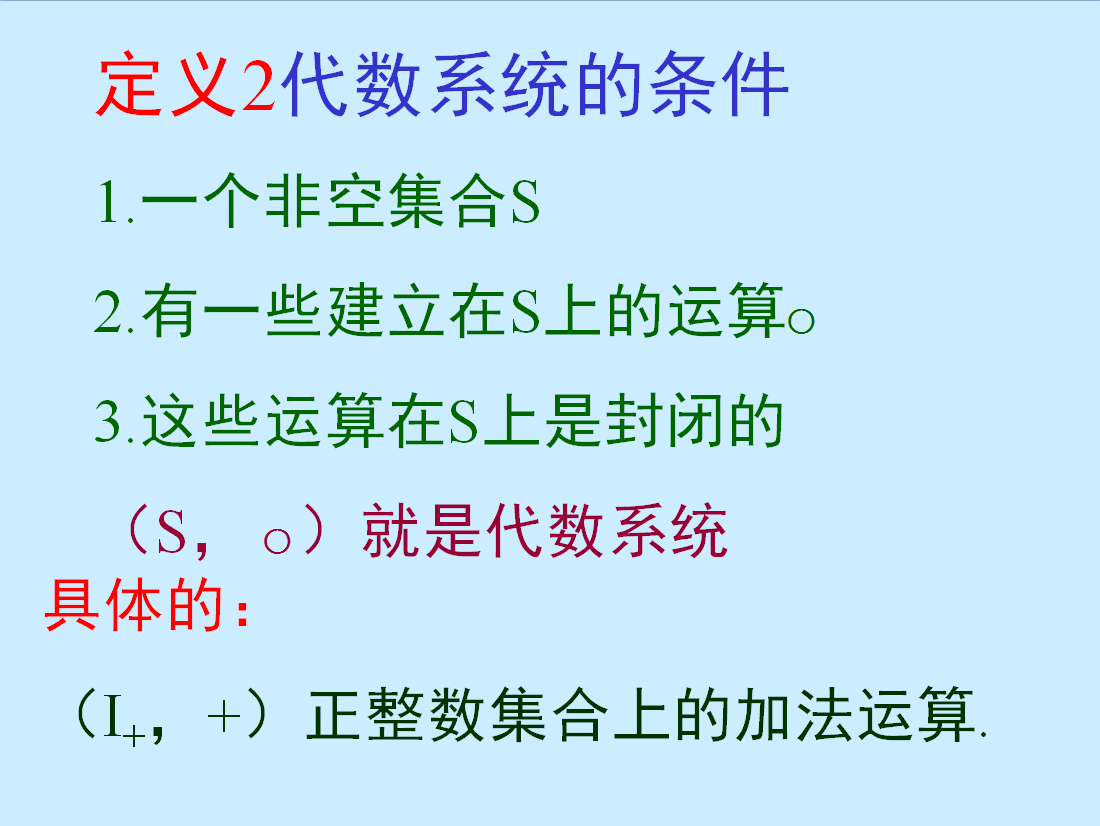 定义2代数系统的条件
1.一个非空集合S
2.有一些建立在S上的运算○
3.这些运算在S上是封闭的
（S，○）就是代数系统
具体的：
（I₊，+）正整数集合上的加法运算.